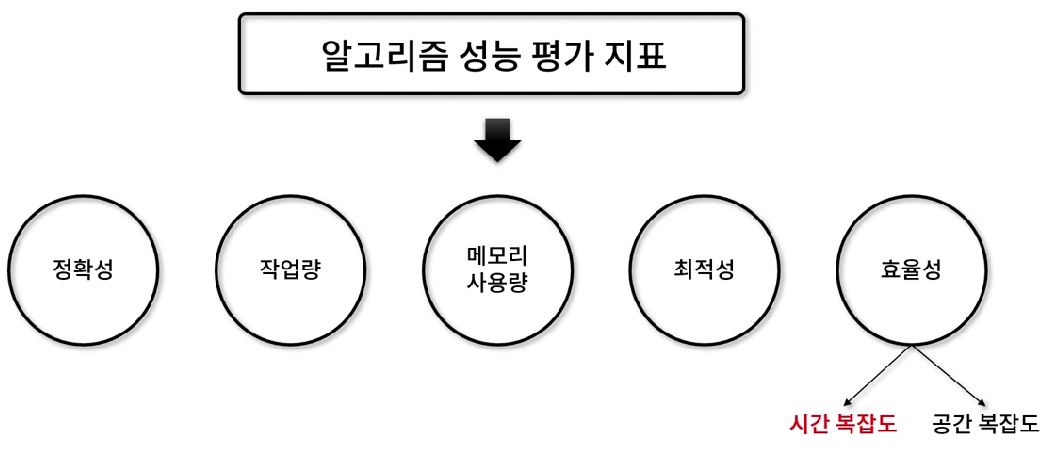 알고리즘 성능 평가 지표
정확성
작업량
메모리
사용량
최적성
효율성
시간 복잡도
공간 복잡도